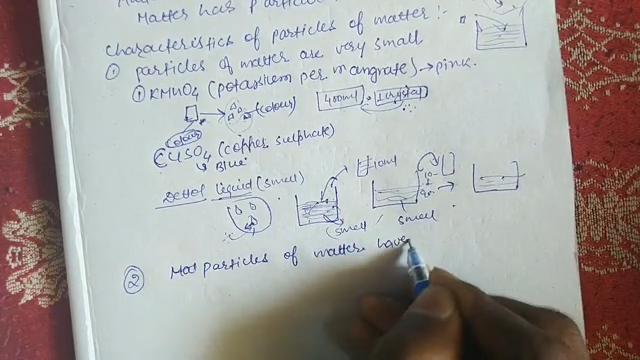 Matter has particle
Characteristics of particles of matter :-
① particles of matter are very small
① KMnO4 (potassium per mangrate) → pink.
(colour) 400ml → 1 crystal
colour
CuSO4 (copher sulphate)
Blue
Dettol liquid (smell) 10ml
smell smell
② Mat particles of matter have